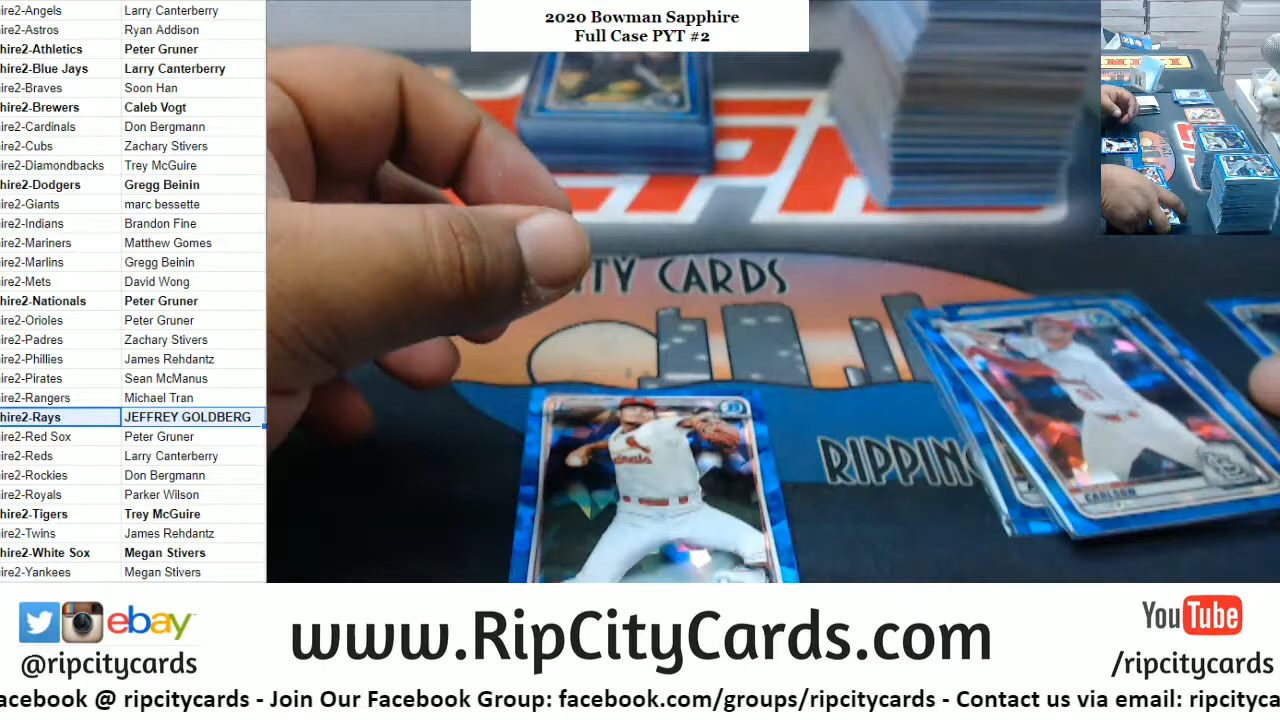 2020 Bowman Sapphire
Full Case PYT #2
ire2-Angels Larry Canterberry
ire2-Astros Ryan Addison
hire2-Athletics Peter Gruner
hire2-Blue Jays Larry Canterberry
ire2-Braves Soon Han
hire2-Brewers Caleb Vogt
ire2-Cardinals Don Bergmann
ire2-Cubs Zachary Stivers
ire2-Diamondbacks Trey McGuire
hire2-Dodgers Gregg Beinin
ire2-Giants marc bessette
ire2-Indians Brandon Fine
ire2-Mariners Matthew Gomes
ire2-Marlins Gregg Beinin
ire2-Mets David Wong
hire2-Nationals Peter Gruner
ire2-Orioles Peter Gruner
ire2-Padres Zachary Stivers
ire2-Phillies James Rehdantz
ire2-Pirates Sean McManus
ire2-Rangers Michael Tran
hire2-Rays JEFFREY GOLDBERG
ire2-Red Sox Peter Gruner
ire2-Reds Larry Canterberry
ire2-Rockies Don Bergmann
ire2-Royals Parker Wilson
hire2-Tigers Trey McGuire
ire2-Twins James Rehdantz
hire2-White Sox Megan Stivers
ire2-Yankees Megan Stivers
ITY CARDS
RIPPIN
CARLSON
ebay
@ripcitycards
www.RipCityCards.com
YouTube
/ripcitycards
acebook @ ripcitycards - Join Our Facebook Group: facebook.com/groups/ripcitycards - Contact us via email: ripcityca